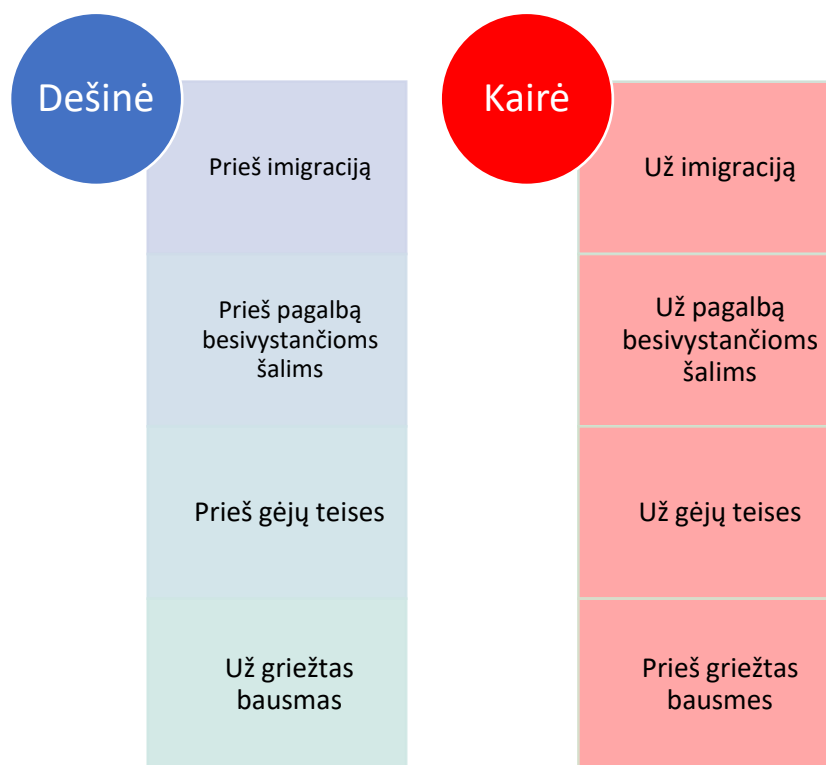 Dešinė
Prieš imigraciją
Prieš pagalbą
besivystančioms
šalims
Prieš gėjų teises
Už griežtas
bausmas
Kairė
Už imigraciją
Už pagalbą
besivystančioms
šalims
Už gėjų teises
Prieš griežtas
bausmes